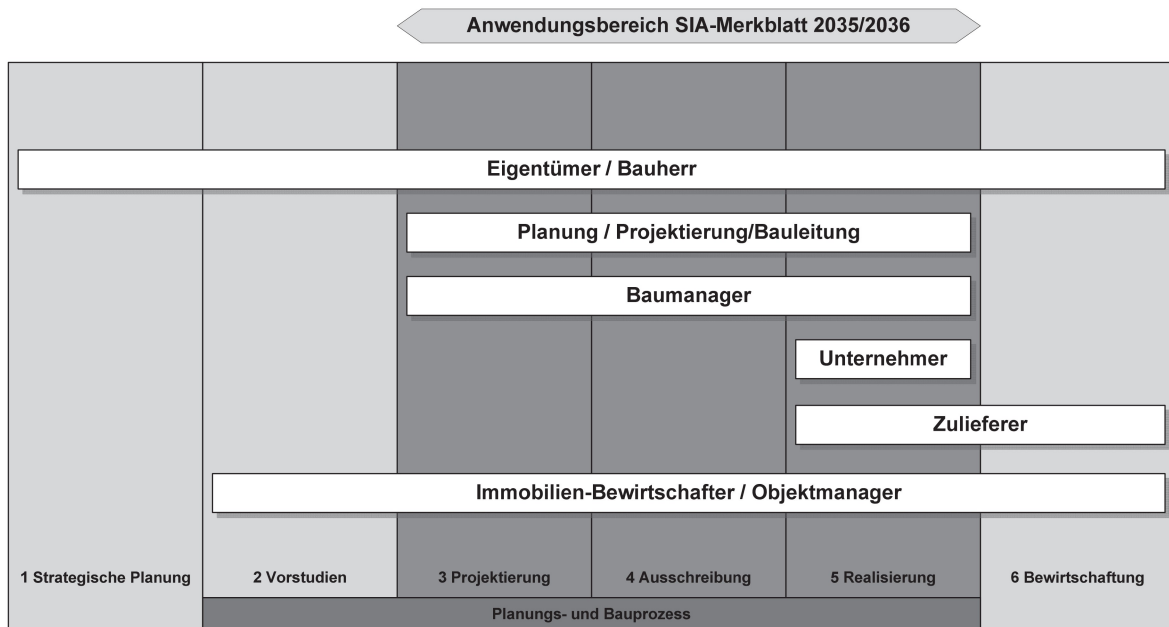 Anwendungsbereich SIA-Merkblatt 2035/2036
Eigentümer / Bauherr
Planung / Projektierung/Bauleitung
Baumanager
Unternehmer
Zulieferer
Immobilien-Bewirtschafter / Objektmanager
1 Strategische Planung
2 Vorstudien
3 Projektierung
4 Ausschreibung
5 Realisierung
6 Bewirtschaftung
Planungs- und Bauprozess